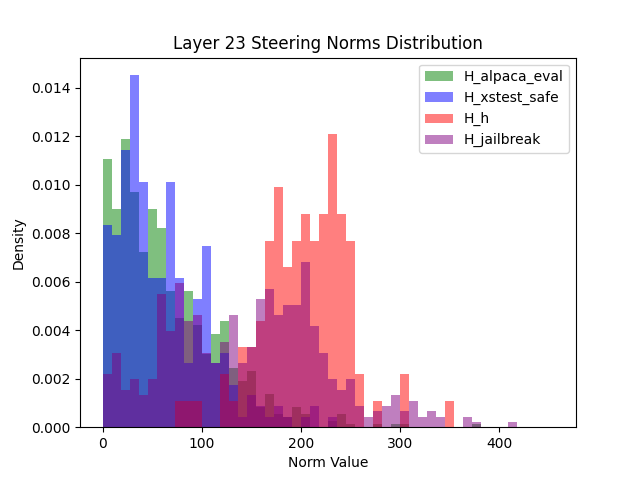 Layer 23 Steering Norms Distribution
H_alpaca_eval
H_xstest_safe
H_h
H_jailbreak
0.014
0.012
0.010
0.008
0.006
0.004
0.002
0.000
Density
0 100 200 300 400
Norm Value